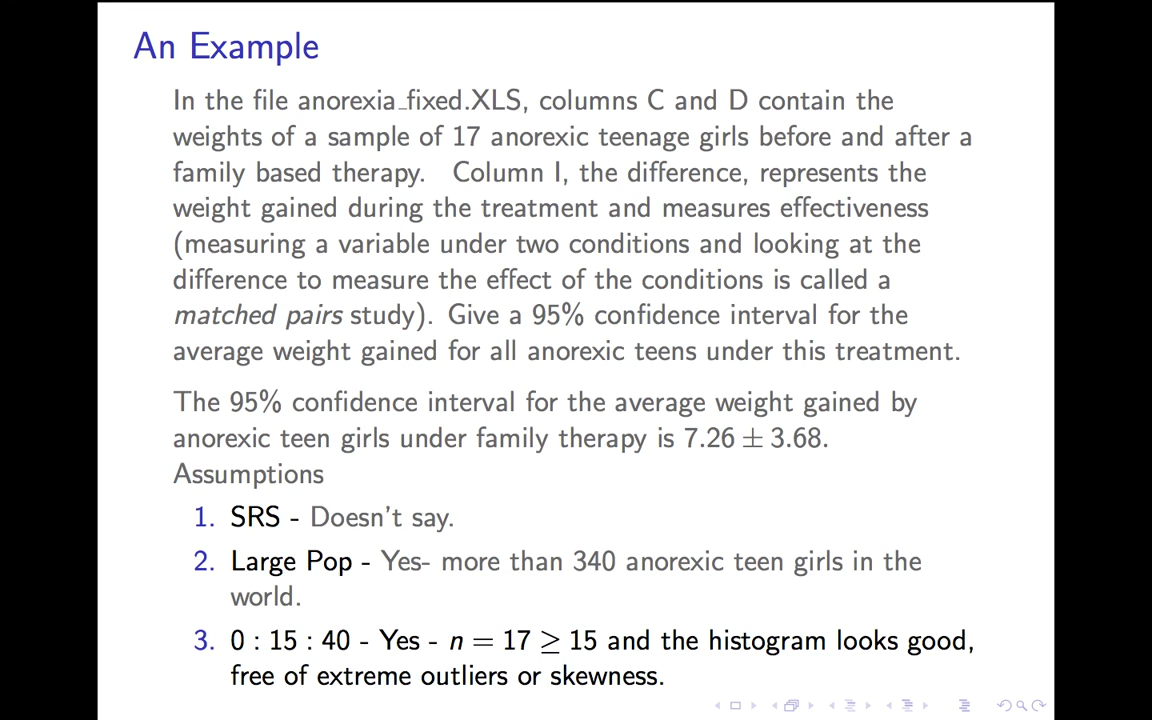 An Example
In the file anorexia_fixed.XLS, columns C and D contain the
weights of a sample of 17 anorexic teenage girls before and after a
family based therapy. Column I, the difference, represents the
weight gained during the treatment and measures effectiveness
(measuring a variable under two conditions and looking at the
difference to measure the effect of the conditions is called a
matched pairs study). Give a 95% confidence interval for the
average weight gained for all anorexic teens under this treatment.
The 95% confidence interval for the average weight gained by
anorexic teen girls under family therapy is 7.26 ± 3.68.
Assumptions
1. SRS - Doesn't say.
2. Large Pop - Yes- more than 340 anorexic teen girls in the
world.
3. 0 : 15 : 40 - Yes - n = 17 ≥ 15 and the histogram looks good,
free of extreme outliers or skewness.